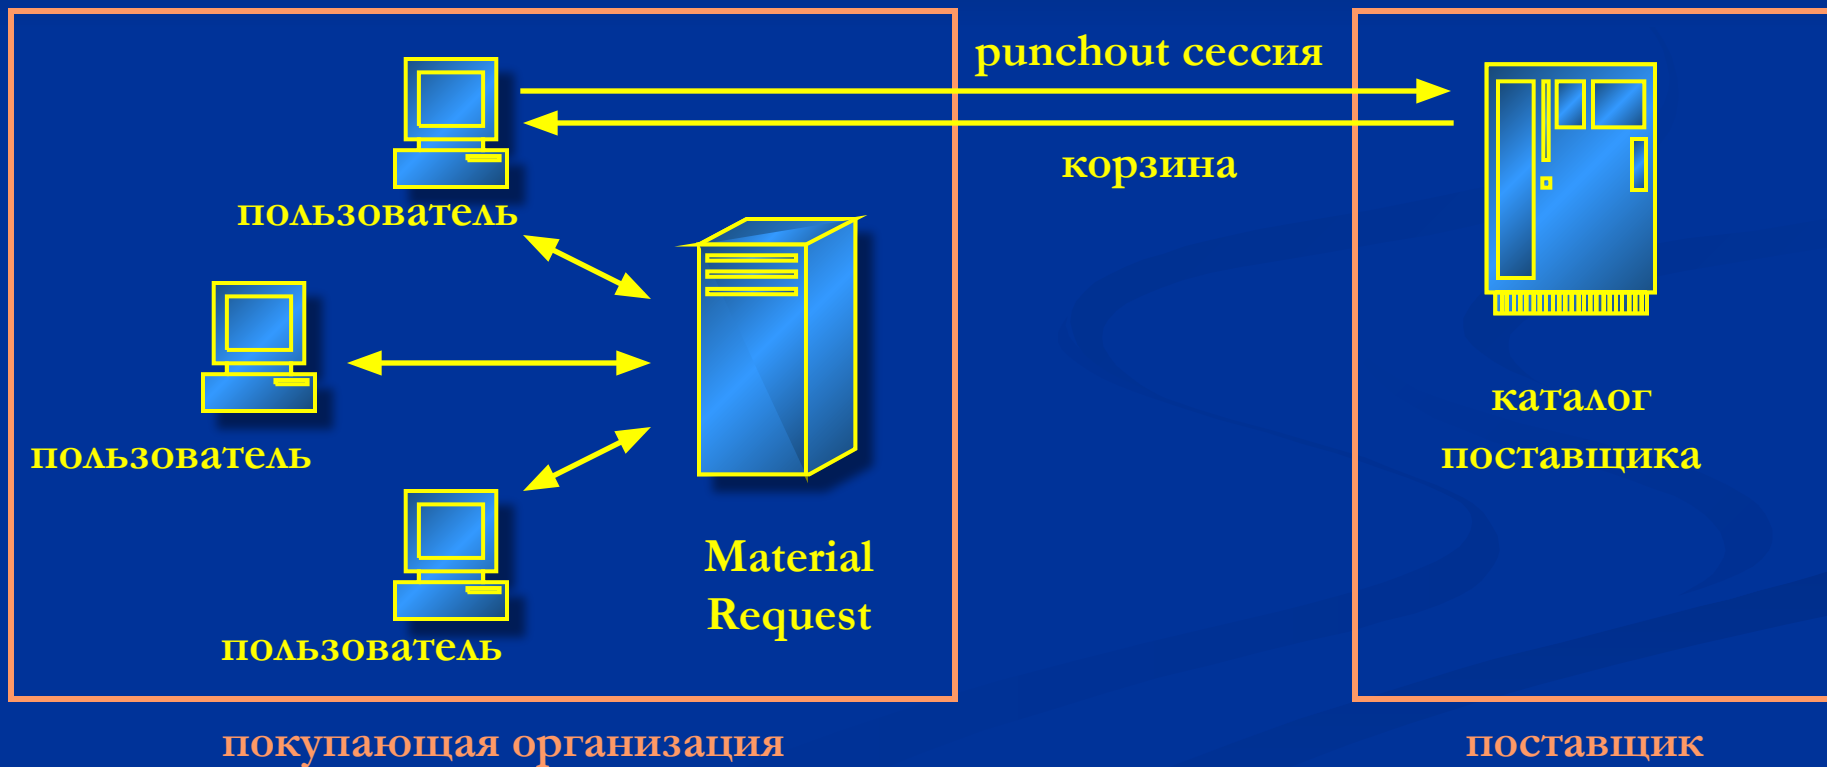 punchout сессия
корзина
пользователь
пользователь
пользователь
Material
Request
каталог
поставщика
покупающая организация
поставщик